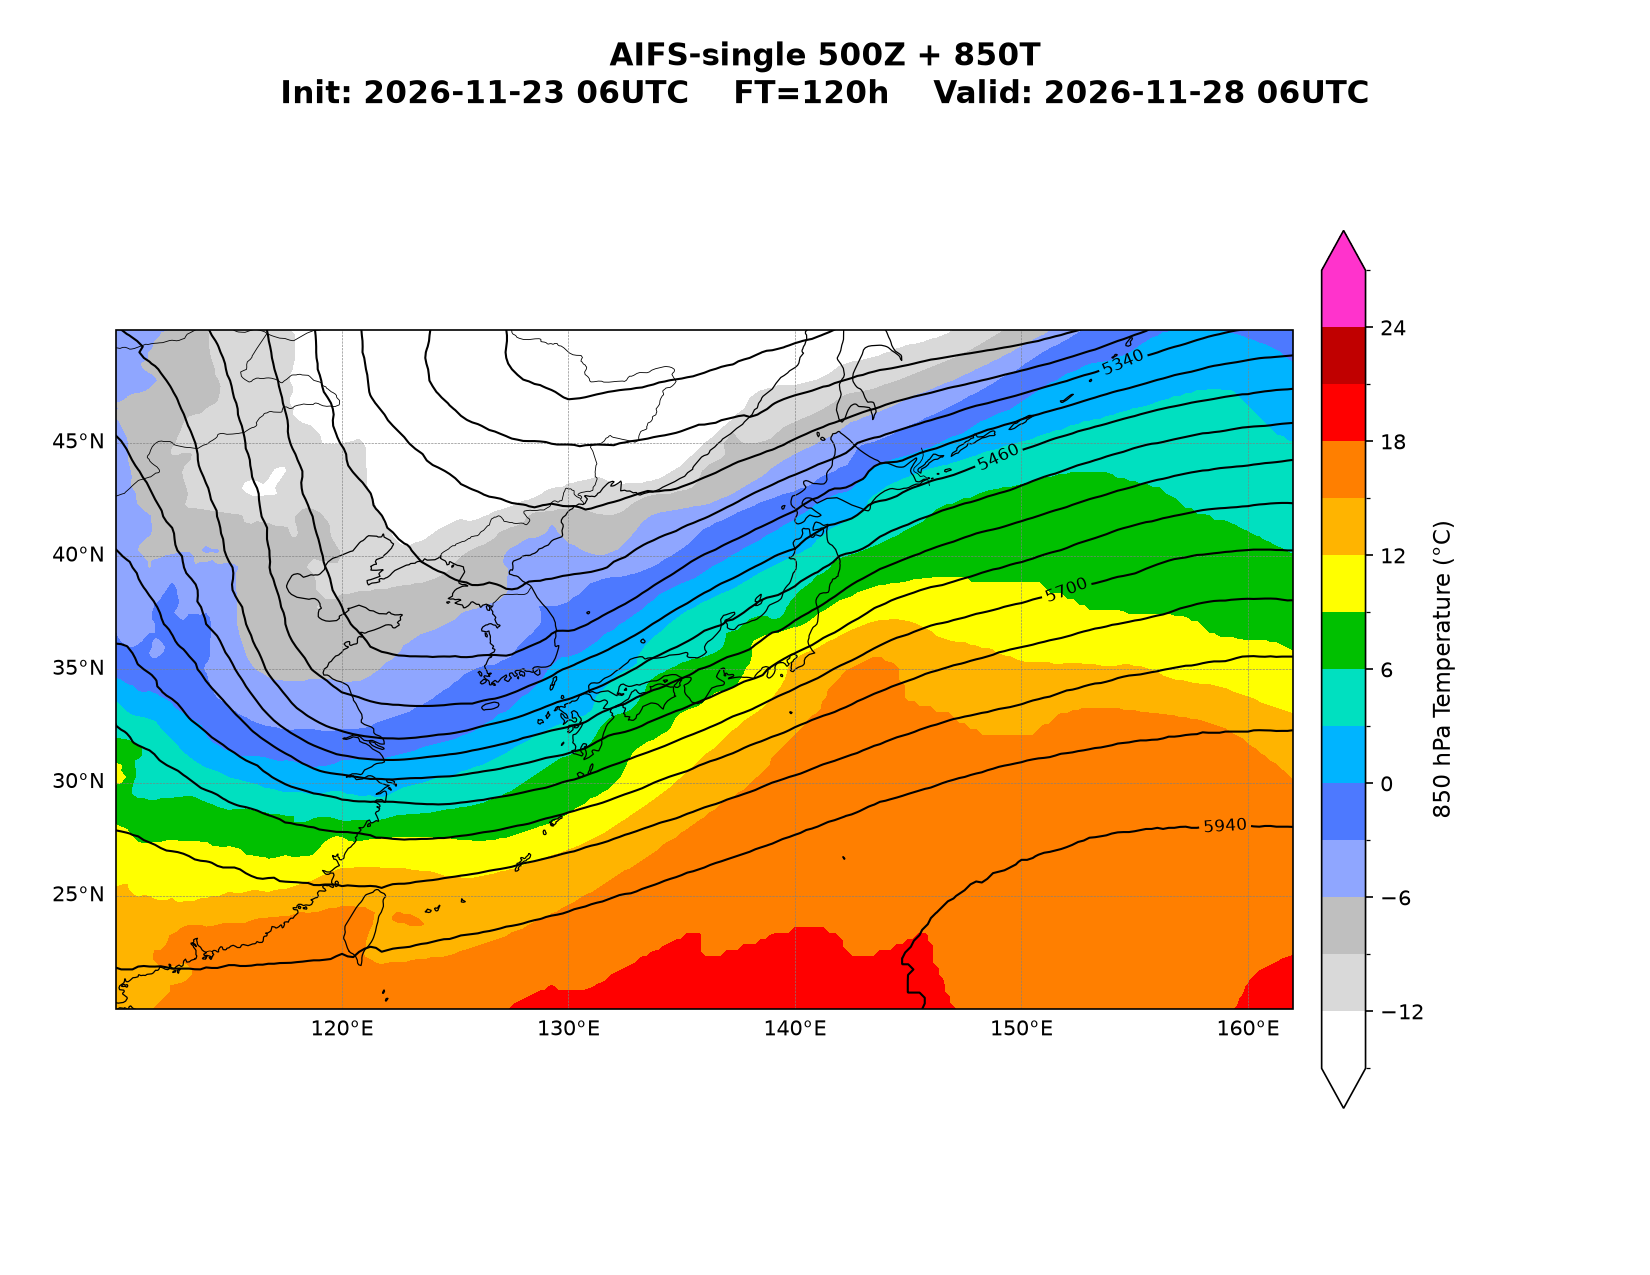 AIFS-single 500Z + 850T
Init: 2026-11-23 06UTC    FT=120h    Valid: 2026-11-28 06UTC
24
18
12
6
0
−6
−12
850 hPa Temperature (°C)
45°N
40°N
35°N
30°N
25°N
5340
5460
5700
5940
120°E
130°E
140°E
150°E
160°E